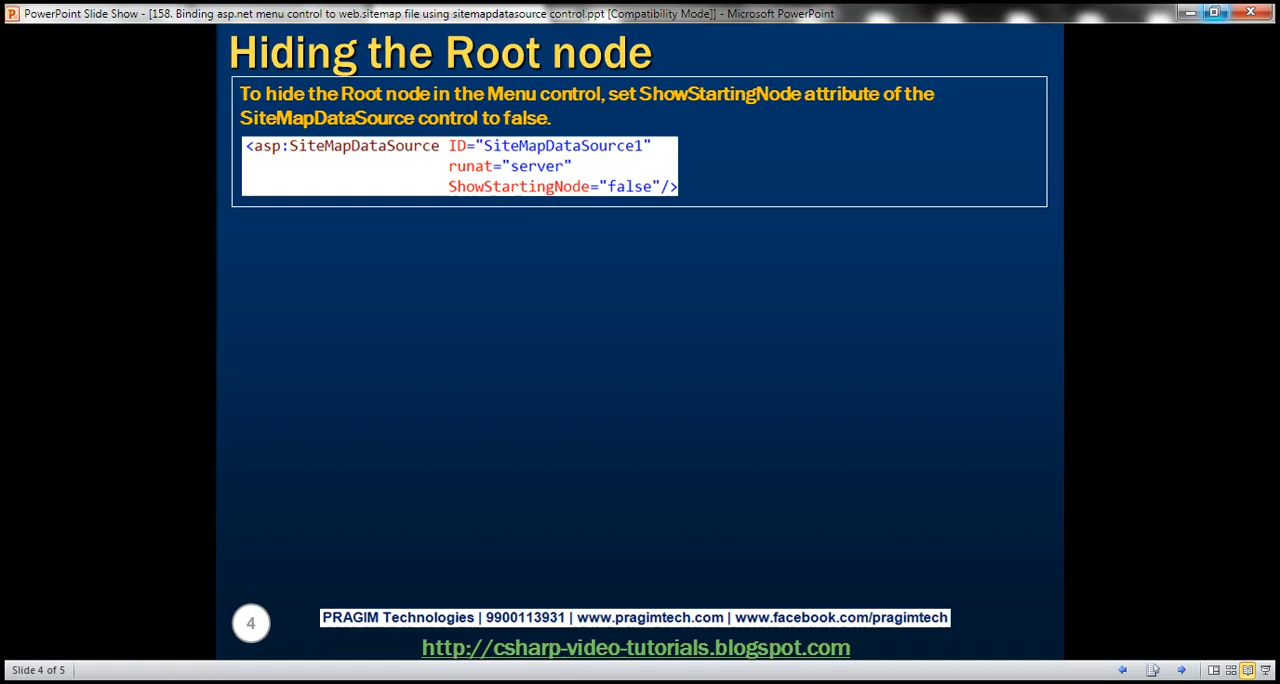 PowerPoint Slide Show - [158. Binding asp.net menu control to web.sitemap file using sitemapdatasource control.ppt [Compatibility Mode]] - Microsoft PowerPoint
Hiding the Root node
To hide the Root node in the Menu control, set ShowStartingNode attribute of the
SiteMapDataSource control to false.
<asp:SiteMapDataSource ID="SiteMapDataSource1"
runat="server"
ShowStartingNode="false"/>
4
PRAGIM Technologies | 9900113931 | www.pragimtech.com | www.facebook.com/pragimtech
http://csharp-video-tutorials.blogspot.com
Slide 4 of 5